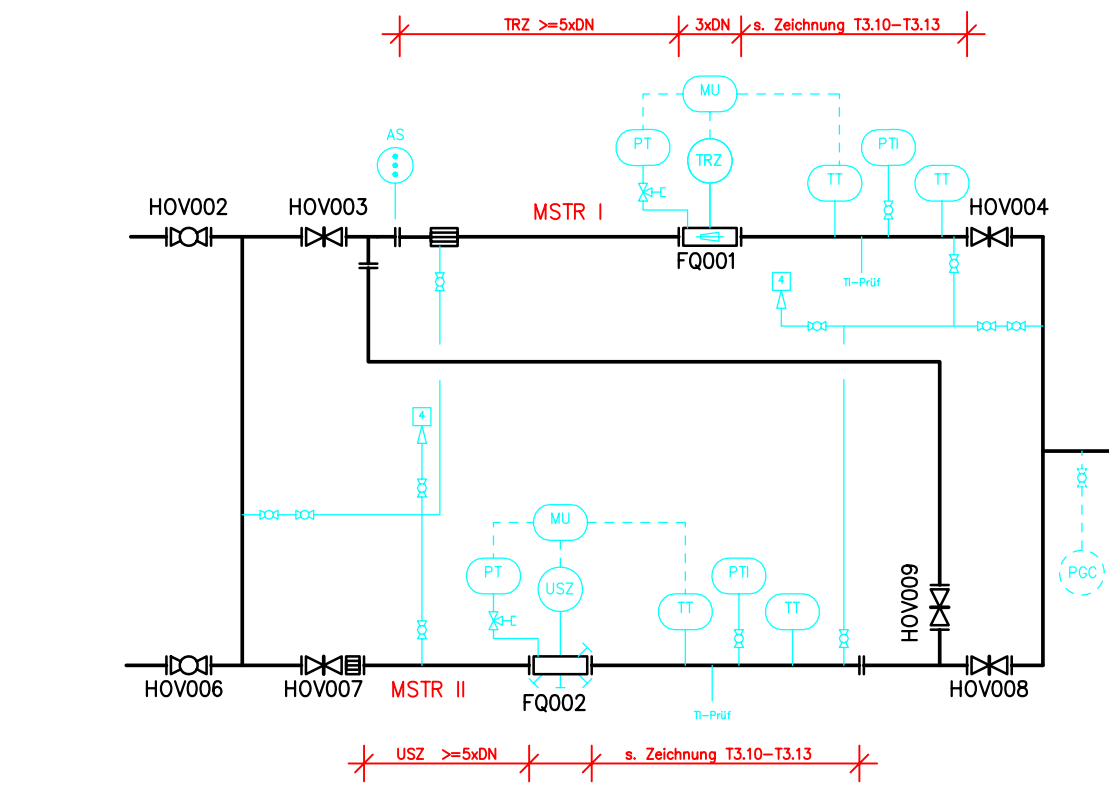 TRZ >=5xDN 3xDN s. Zeichnung T3.10-T3.13
MU
AS
PT
TRZ
PTI
TT
TT
HOV002
HOV003
MSTR I
HOV004
FQ001
TI-Prüf
4
4
MU
PT
USZ
PTI
TT
TT
PGC
HOV009
HOV006
HOV007
MSTR II
FQ002
HOV008
TI-Prüf
USZ >=5xDN s. Zeichnung T3.10-T3.13